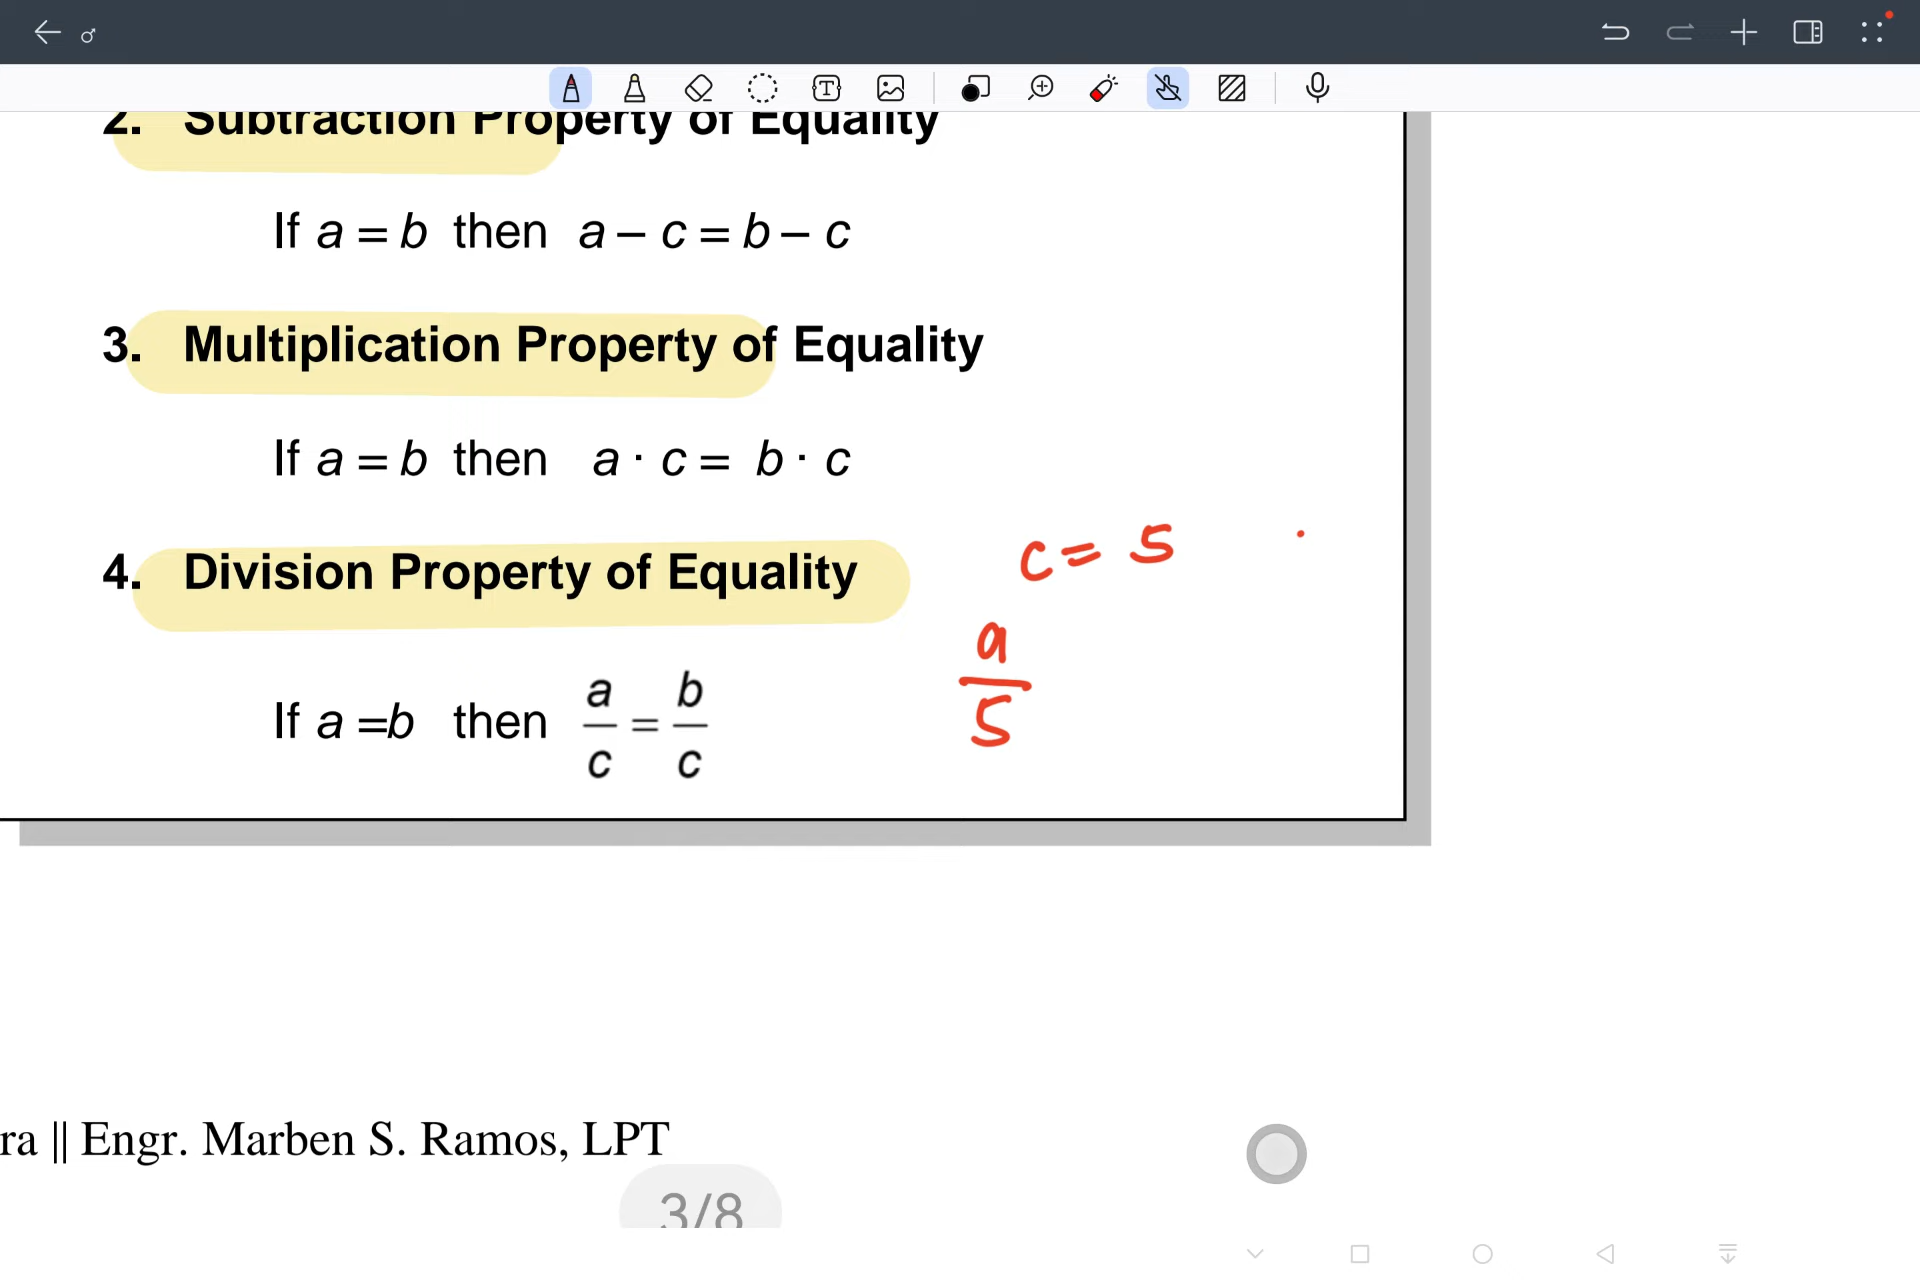 2. Subtraction Property of Equality
If a = b then a – c = b – c
3. Multiplication Property of Equality
If a = b then a · c = b · c
4. Division Property of Equality
c = 5
If a =b then a/c = b/c
a/5
ra || Engr. Marben S. Ramos, LPT
3/8